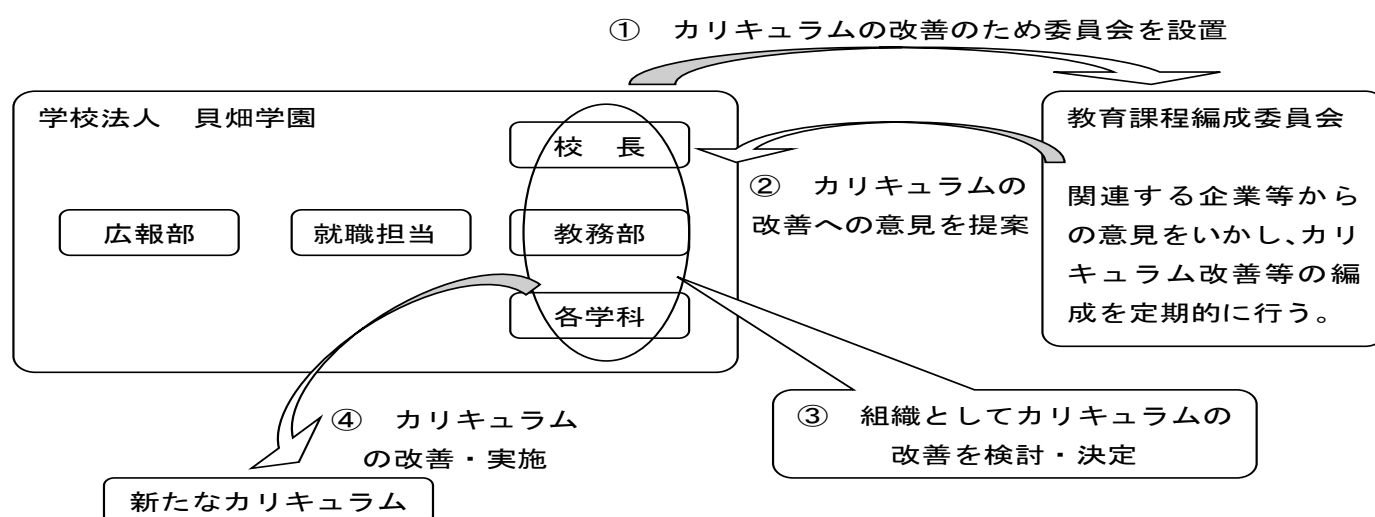 ① カリキュラムの改善のため委員会を設置
学校法人 貝畑学園
校 長
広報部
就職担当
教務部
各学科
教育課程編成委員会
関連する企業等から
の意見をいかし、カリ
キュラム改善等の編
成を定期的に行う。
② カリキュラムの
改善への意見を提案
③ 組織としてカリキュラムの
改善を検討・決定
④ カリキュラム
の改善・実施
新たなカリキュラム